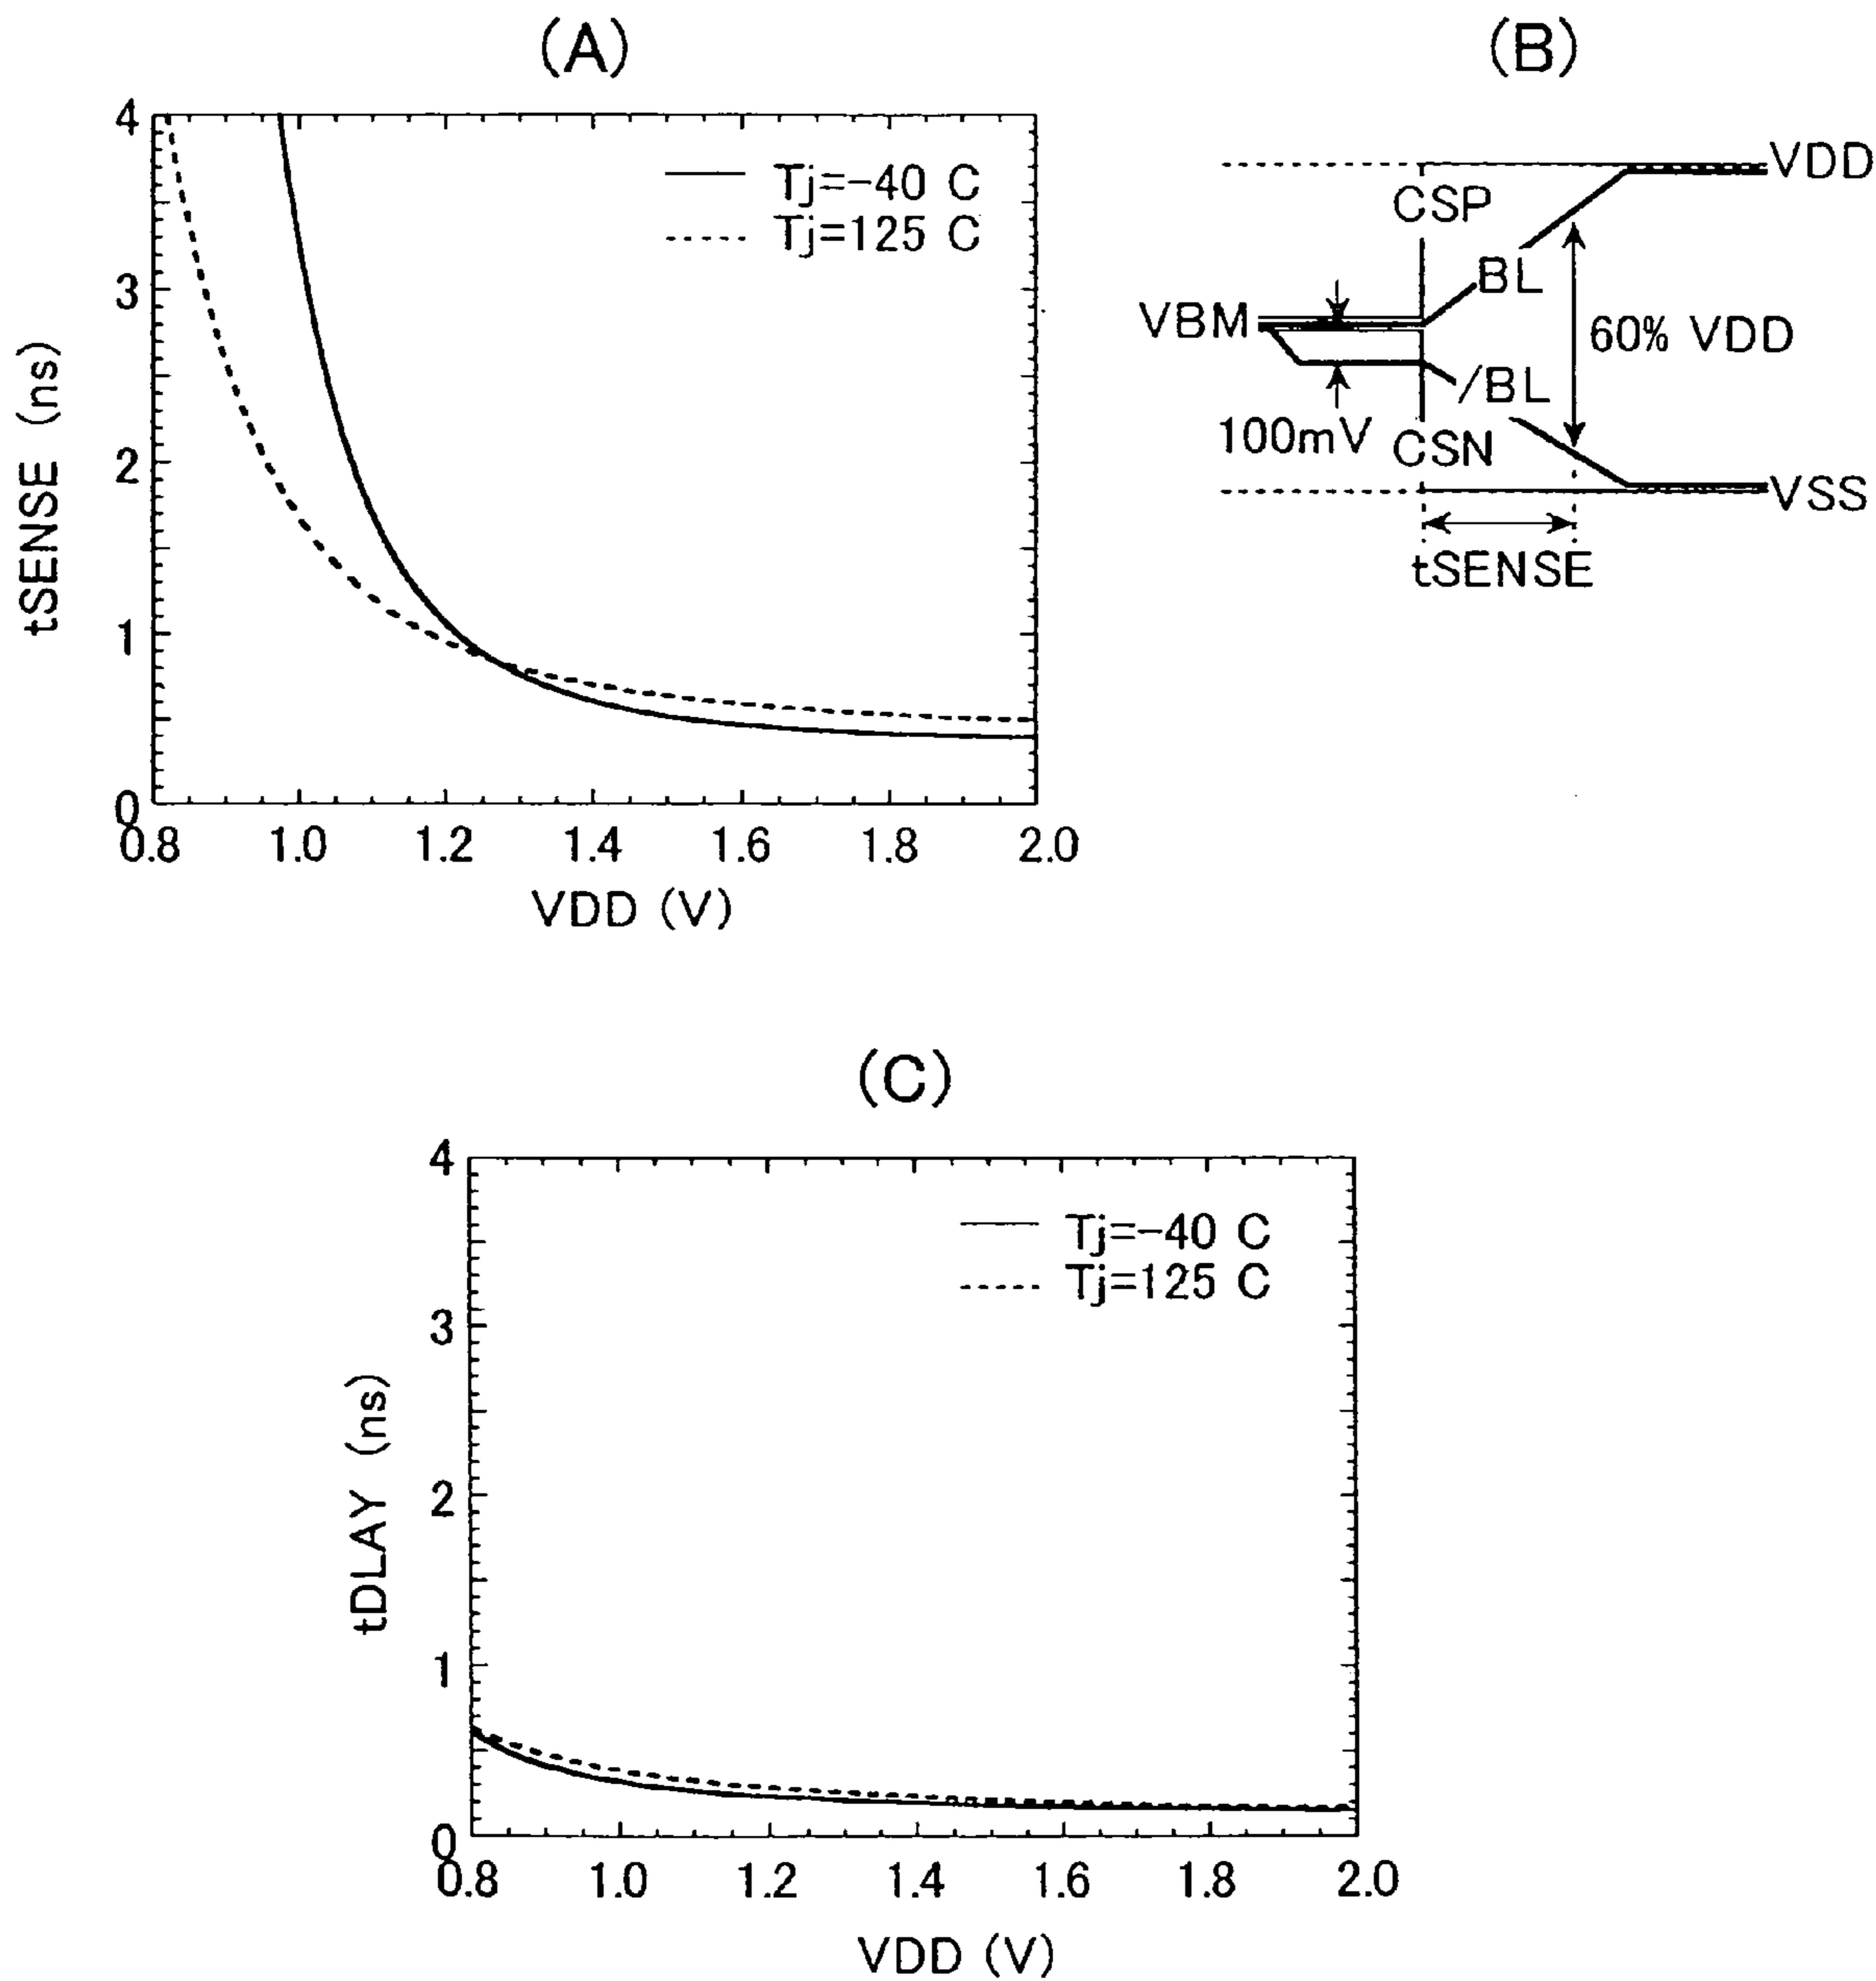 (A)
4
3
2
1
0
tSENSE (ns)
Tj=-40 C
Tj=125 C
0.8 1.0 1.2 1.4 1.6 1.8 2.0
VDD (V)
(B)
VDD
CSP
BL
VBM
60% VDD
/BL
100mV
CSN
VSS
tSENSE
(C)
4
3
2
1
0
tDLAY (ns)
Tj=-40 C
Tj=125 C
0.8 1.0 1.2 1.4 1.6 1.8 2.0
VDD (V)